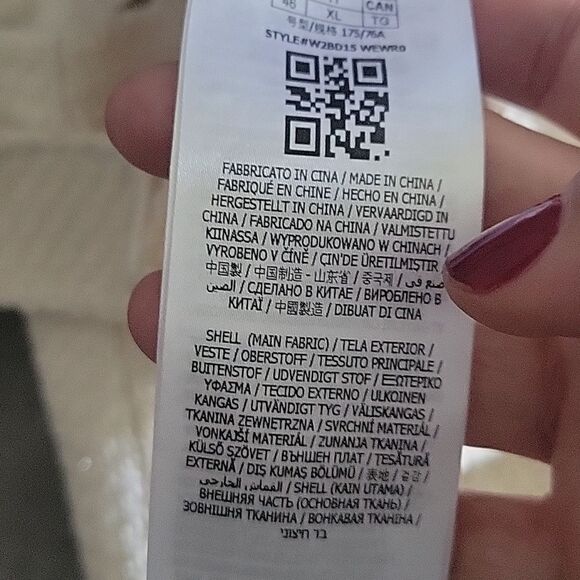 46 CAN
XL TG
号型/规格 175/76A
STYLE#W2BD15 WEWR0
FABBRICATO IN CINA / MADE IN CHINA /
FABRIQUÉ EN CHINE / HECHO EN CHINA /
HERGESTELLT IN CHINA / VERVAARDIGD IN
CHINA / FABRICADO NA CHINA / VALMISTETTU
KIINASSA / WYPRODUKOWANO W CHINACH /
VYROBENO V ČÍNĚ / ÇIN'DE ÜRETILMIŞTIR
中国製 / 中国制造 - 山东省 / 중국제 / صنع في
الصين / СДЕЛАНО В КИТАЕ / ВИРОБЛЕНО В
КИТАЇ / 中國製造 / DIBUAT DI CINA
SHELL (MAIN FABRIC) / TELA EXTERIOR /
VESTE / OBERSTOFF / TESSUTO PRINCIPALE /
BUITENSTOF / UDVENDIGT STOF / ΕΞΩΤΕΡΙΚΟ
ΥΦΑΣΜΑ / TECIDO EXTERNO / ULKOINEN
KANGAS / UTVÄNDIGT TYG / VÄLISKANGAS /
TKANINA ZEWNĘTRZNA / SVRCHNÍ MATERIÁL /
VONKAJŠÍ MATERIÁL / ZUNANJA TKANINA /
KÜLSŐ SZÖVET / ВЪНШЕН ПЛАТ / TESĂTURĂ
EXTERNĂ / DIŞ KUMAŞ BÖLÜMÜ / 表地 / 겉감 /
القماش الخارجي / SHELL (KAIN UTAMA) /
ВНЕШНЯЯ ЧАСТЬ (ОСНОВНАЯ ТКАНЬ) /
ЗОВНІШНЯ ТКАНИНА / ВОНКАВАЯ ТКАНІНА /
בד חיצוני